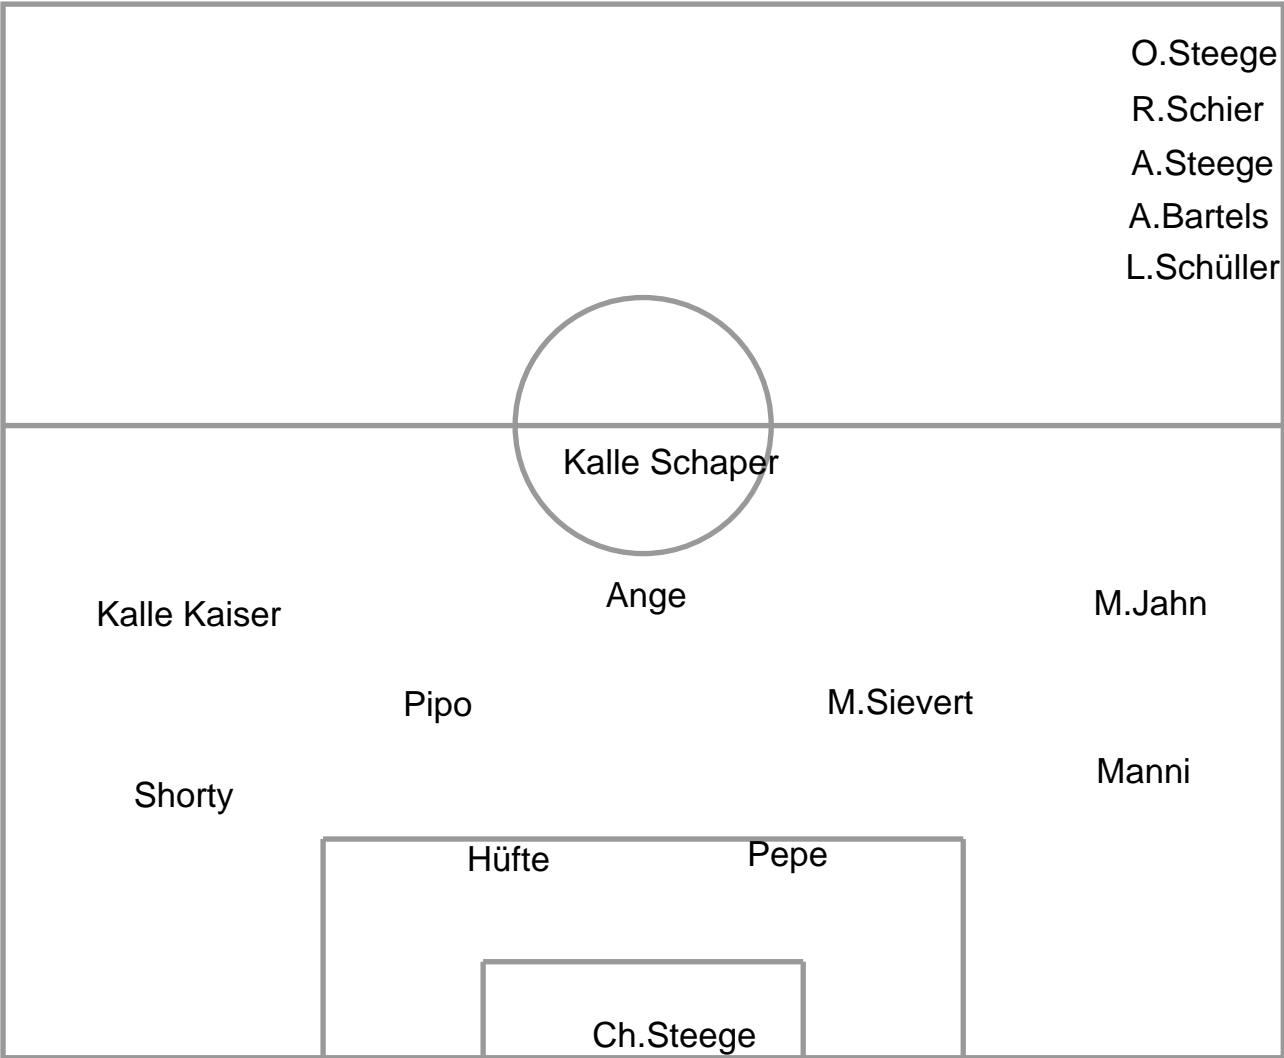 O.Steege
R.Schier
A.Steege
A.Bartels
L.Schüller
Kalle Schaper
Ange
Kalle Kaiser
M.Jahn
Pipo
M.Sievert
Shorty
Manni
Hüfte
Pepe
Ch.Steege